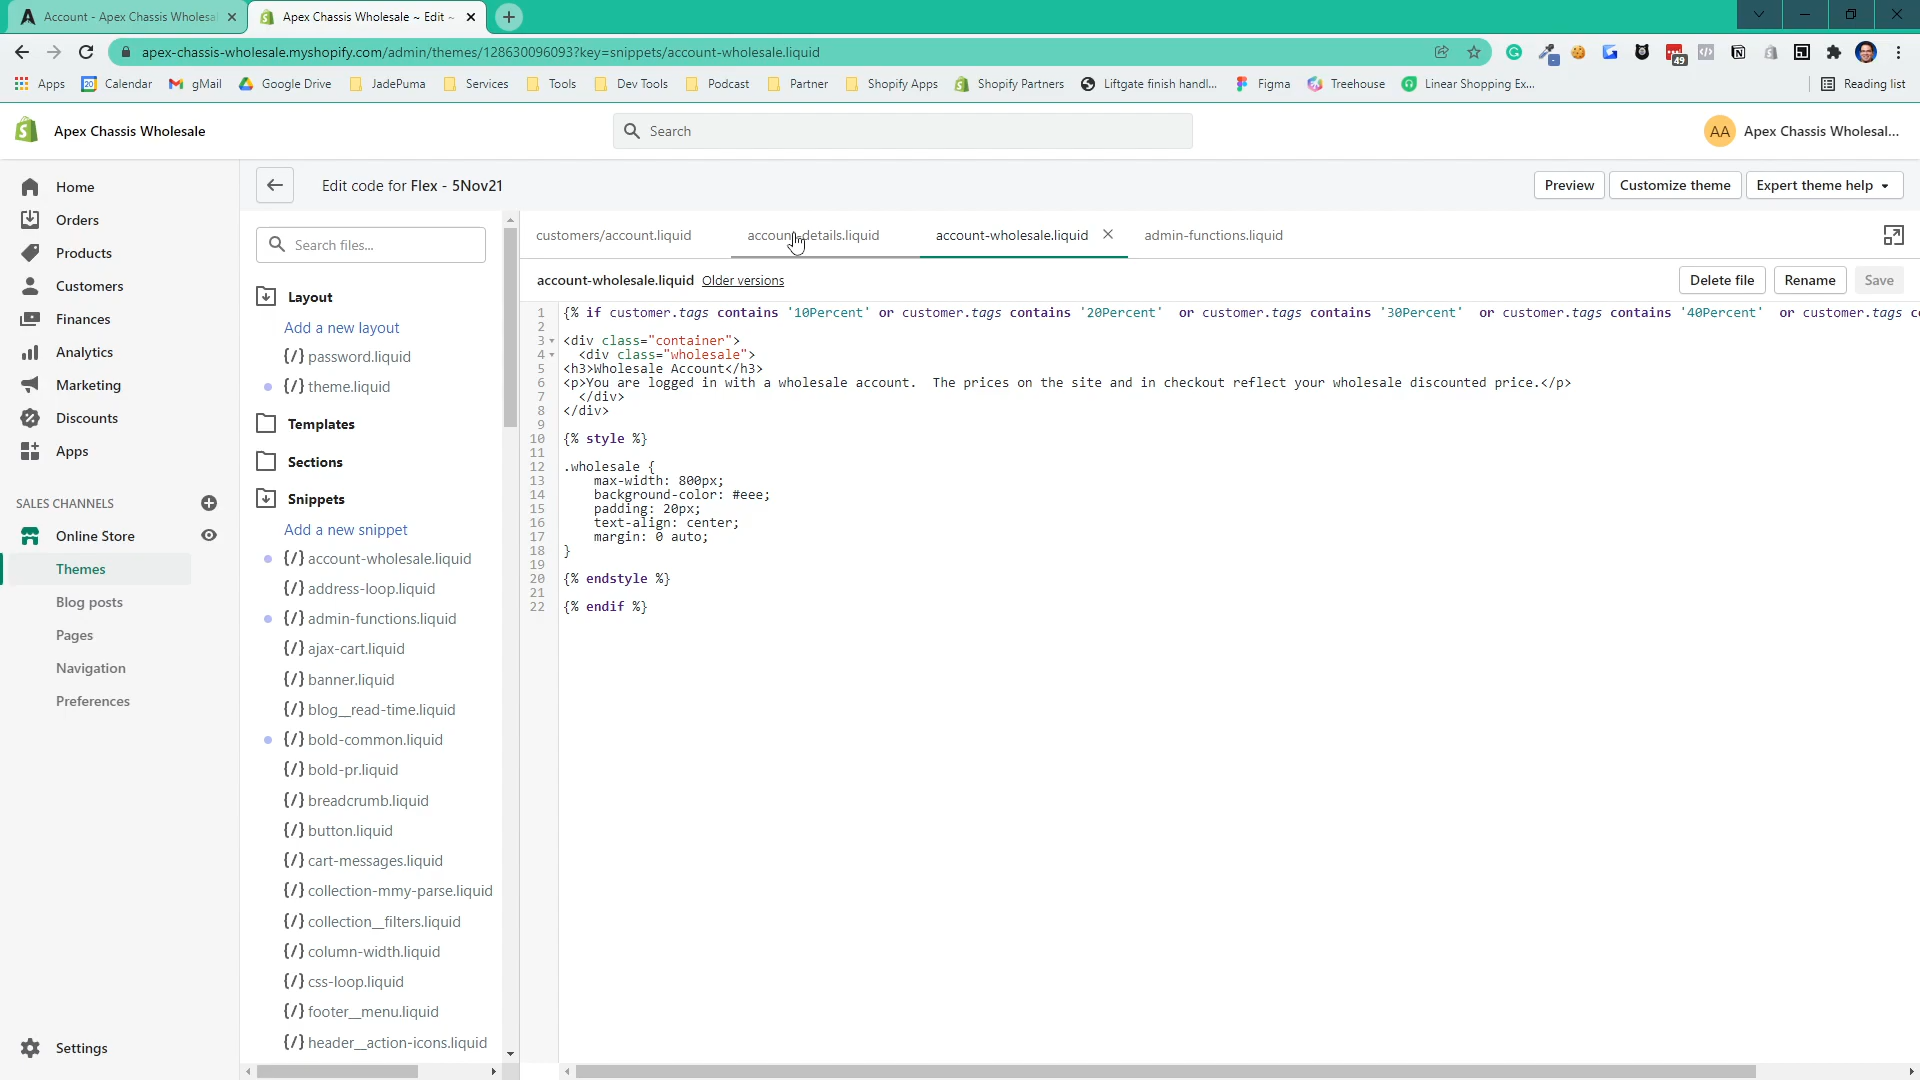 Account - Apex Chassis Wholesal
Apex Chassis Wholesale ~ Edit ~
apex-chassis-wholesale.myshopify.com/admin/themes/128630096093?key=snippets/account-wholesale.liquid
49
Apps
20 Calendar
gMail
Google Drive
JadePuma
Services
Tools
Dev Tools
Podcast
Partner
Shopify Apps
Shopify Partners
Liftgate finish handl...
Figma
Treehouse
Linear Shopping Ex...
Reading list
Apex Chassis Wholesale
Search
AA Apex Chassis Wholesal...
Home
Orders
Products
Customers
Finances
Analytics
Marketing
Discounts
Apps
SALES CHANNELS
Online Store
Themes
Blog posts
Pages
Navigation
Preferences
Settings
Edit code for Flex - 5Nov21
Preview
Customize theme
Expert theme help
Search files...
Layout
Add a new layout
{/} password.liquid
{/} theme.liquid
Templates
Sections
Snippets
Add a new snippet
{/} account-wholesale.liquid
{/} address-loop.liquid
{/} admin-functions.liquid
{/} ajax-cart.liquid
{/} banner.liquid
{/} blog__read-time.liquid
{/} bold-common.liquid
{/} bold-pr.liquid
{/} breadcrumb.liquid
{/} button.liquid
{/} cart-messages.liquid
{/} collection-mmy-parse.liquid
{/} collection__filters.liquid
{/} column-width.liquid
{/} css-loop.liquid
{/} footer__menu.liquid
{/} header__action-icons.liquid
customers/account.liquid
account-details.liquid
account-wholesale.liquid
admin-functions.liquid
account-wholesale.liquid Older versions
Delete file
Rename
Save
1 {% if customer.tags contains '10Percent' or customer.tags contains '20Percent'  or customer.tags contains '30Percent'  or customer.tags contains '40Percent'  or customer.tags co
2
3 <div class="container">
4   <div class="wholesale">
5 <h3>Wholesale Account</h3>
6 <p>You are logged in with a wholesale account.  The prices on the site and in checkout reflect your wholesale discounted price.</p>
7   </div>
8 </div>
9
10 {% style %}
11
12 .wholesale {
13     max-width: 800px;
14     background-color: #eee;
15     padding: 20px;
16     text-align: center;
17     margin: 0 auto;
18 }
19
20 {% endstyle %}
21
22 {% endif %}